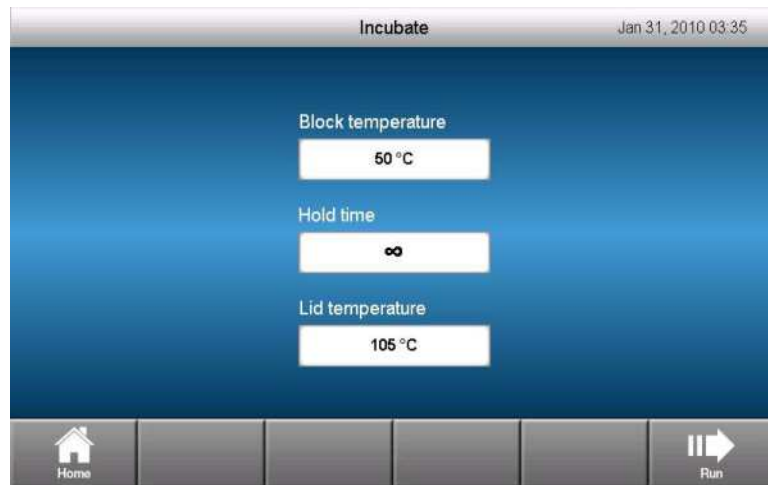 Incubate
Jan 31, 2010 03:35
Block temperature
50 °C
Hold time
∞
Lid temperature
105 °C
Home
Run